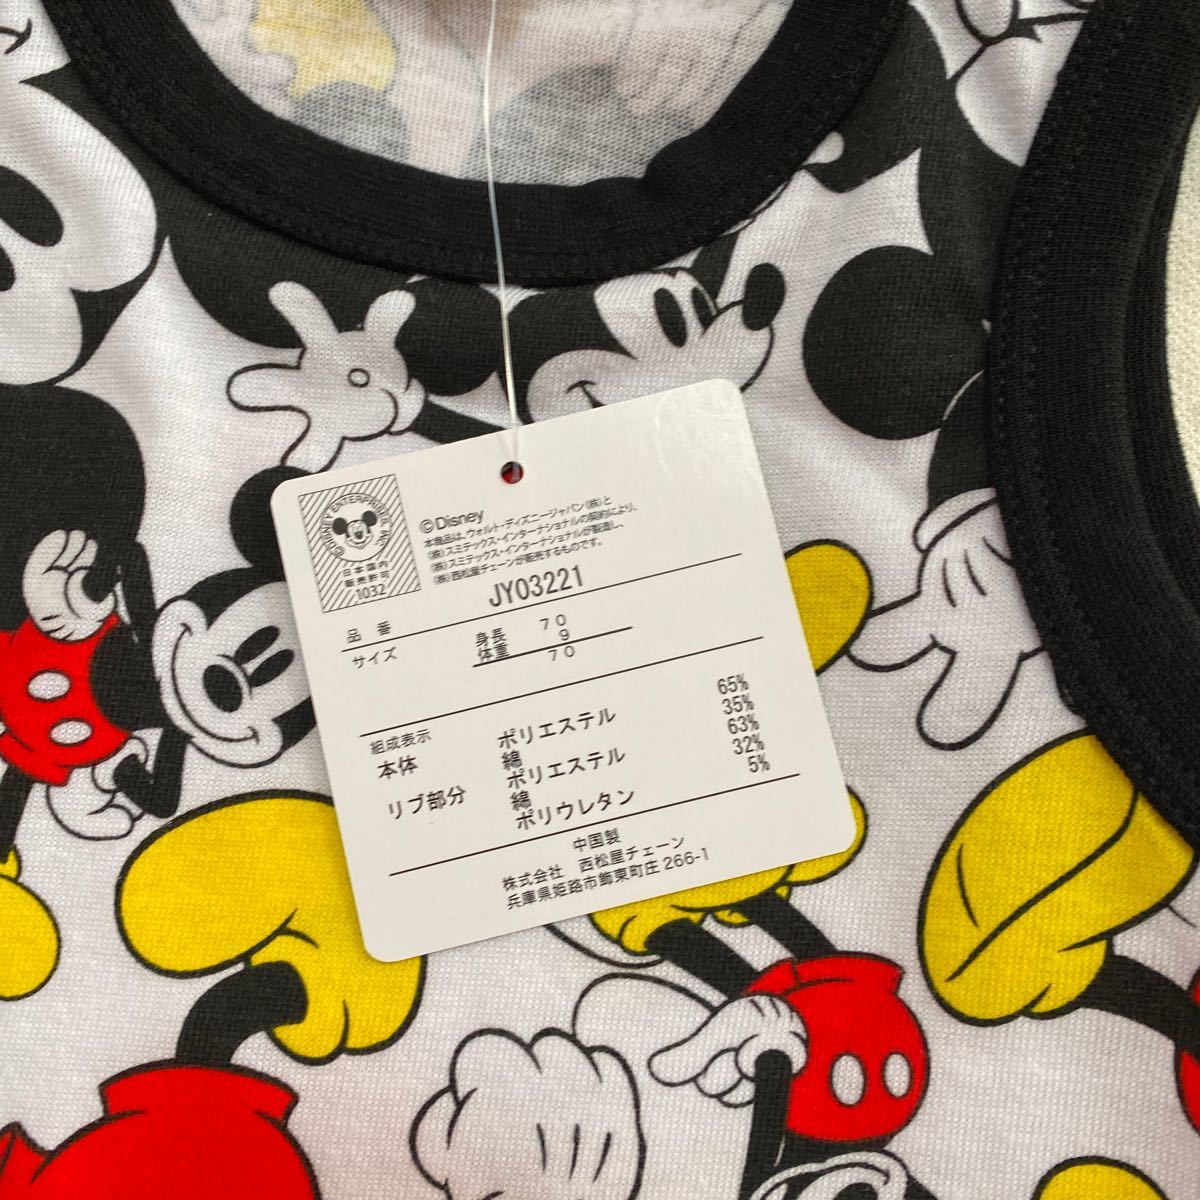 ©DISNEY ENTERPRISES, INC.
日本国内
販売許可
1032
©Disney
本商品は、ウォルト・ディズニー・ジャパン(株)と
(株)スミテックス・インターナショナルの契約により、
(株)スミテックス・インターナショナルが製造し、
(株)西松屋チェーンが販売するものです。
品番 JY03221
サイズ 身長 70
体重 9
70
組成表示
本体 ポリエステル 65%
綿 35%
リブ部分 ポリエステル 63%
綿 32%
ポリウレタン 5%
中国製
株式会社 西松屋チェーン
兵庫県姫路市飾東町庄266-1